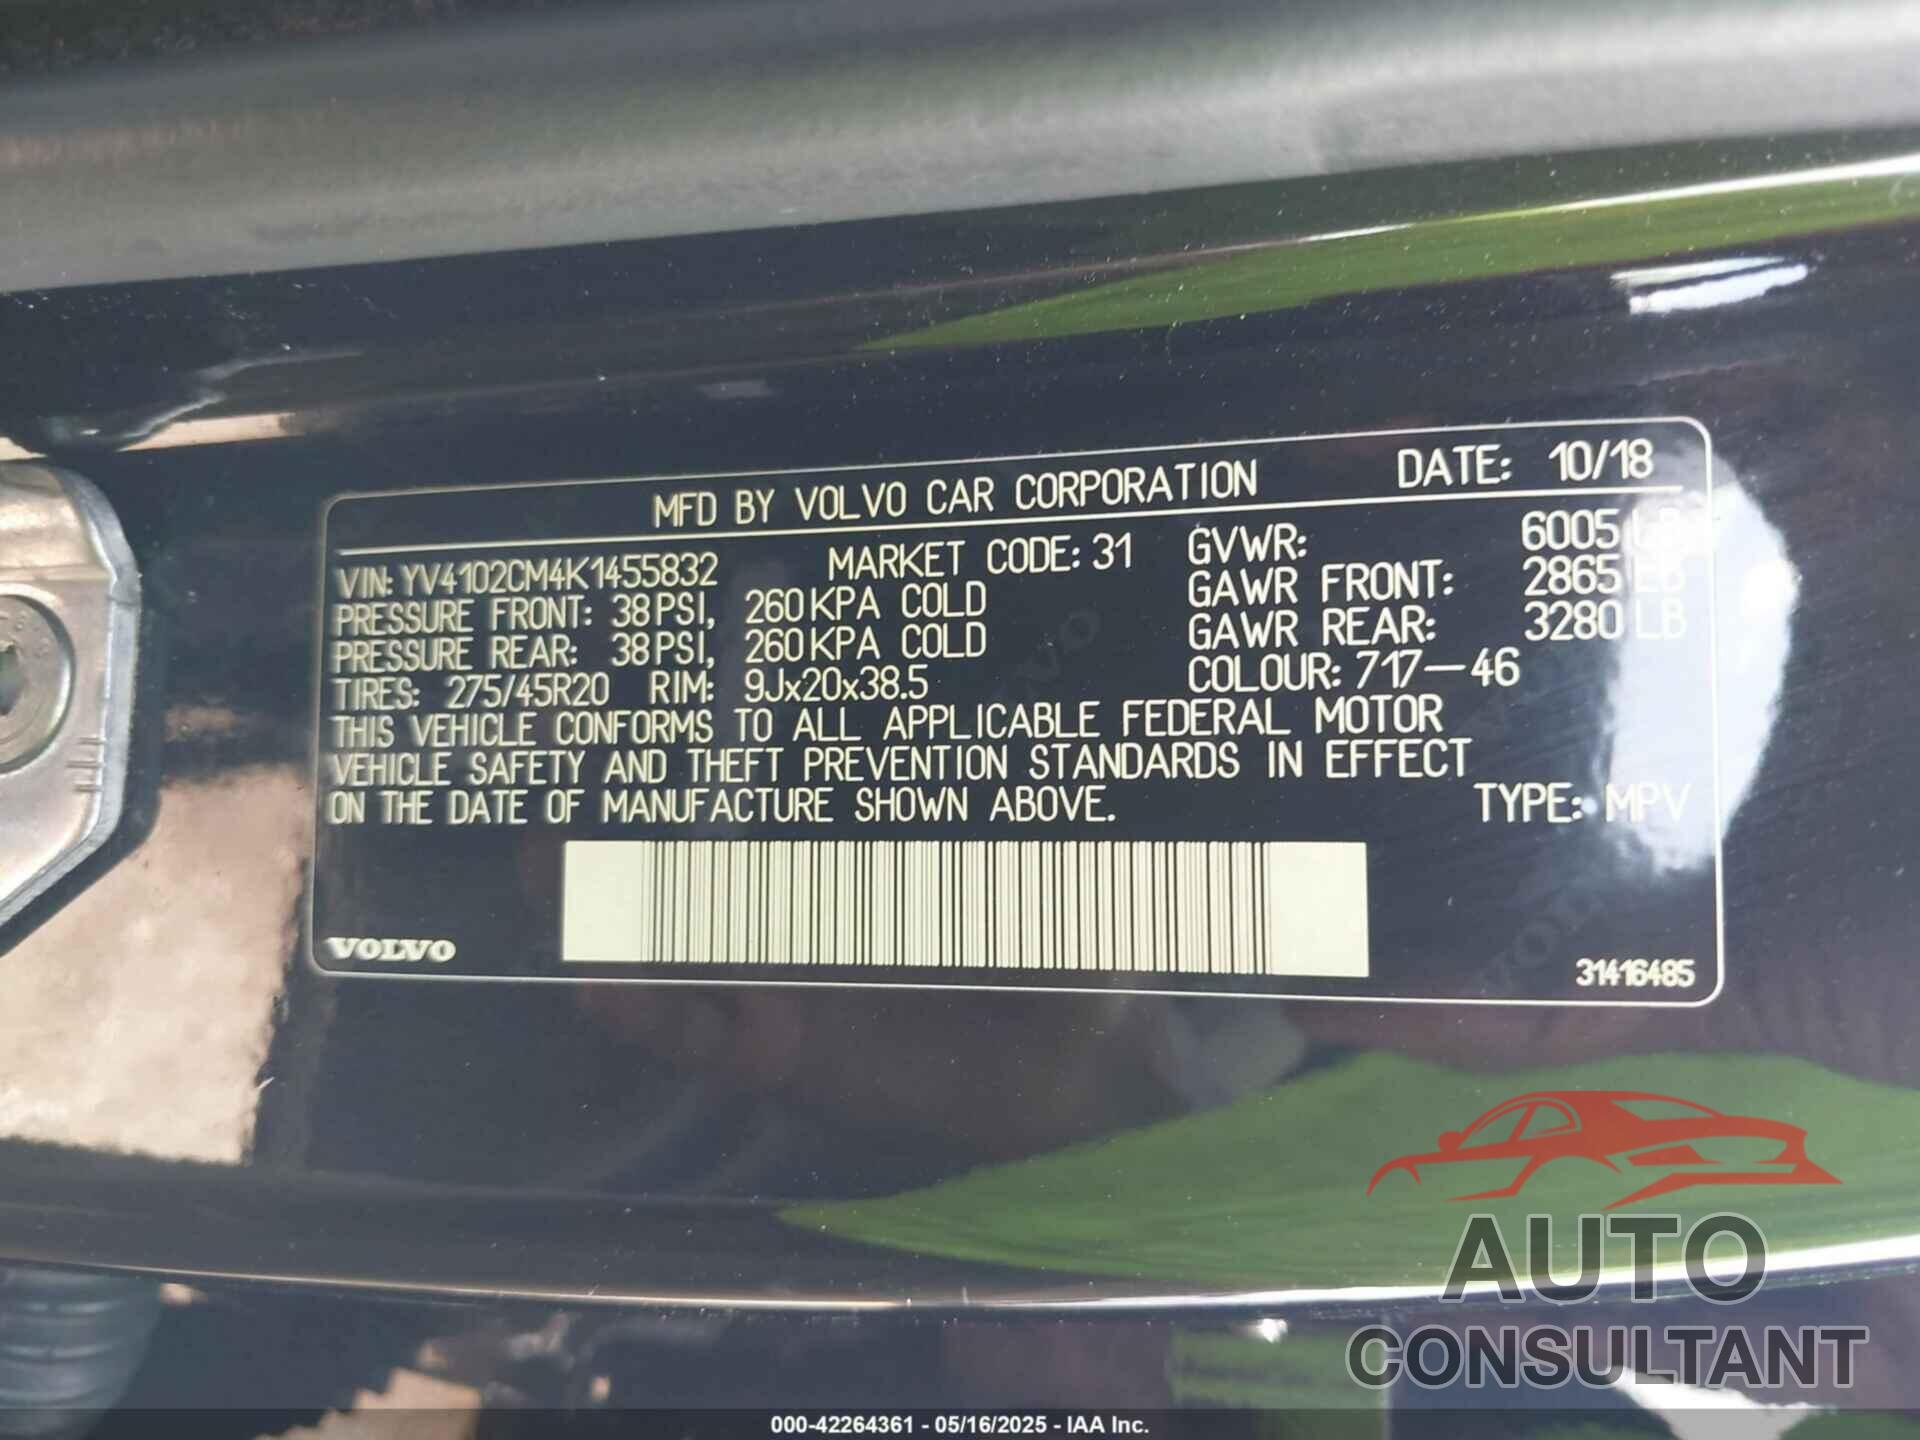 MFD BY VOLVO CAR CORPORATION DATE: 10/18
VIN: YV4102CM4K1455832 MARKET CODE: 31 GVWR: 6005 LB
PRESSURE FRONT: 38 PSI, 260 KPA COLD GAWR FRONT: 2865 LB
PRESSURE REAR: 38 PSI, 260 KPA COLD GAWR REAR: 3280 LB
TIRES: 275/45R20 RIM: 9Jx20x38.5 COLOUR: 717-46
THIS VEHICLE CONFORMS TO ALL APPLICABLE FEDERAL MOTOR
VEHICLE SAFETY AND THEFT PREVENTION STANDARDS IN EFFECT
ON THE DATE OF MANUFACTURE SHOWN ABOVE. TYPE: MPV
VOLVO
31416485
AUTO
CONSULTANT
000-42264361 - 05/16/2025 - IAA Inc.